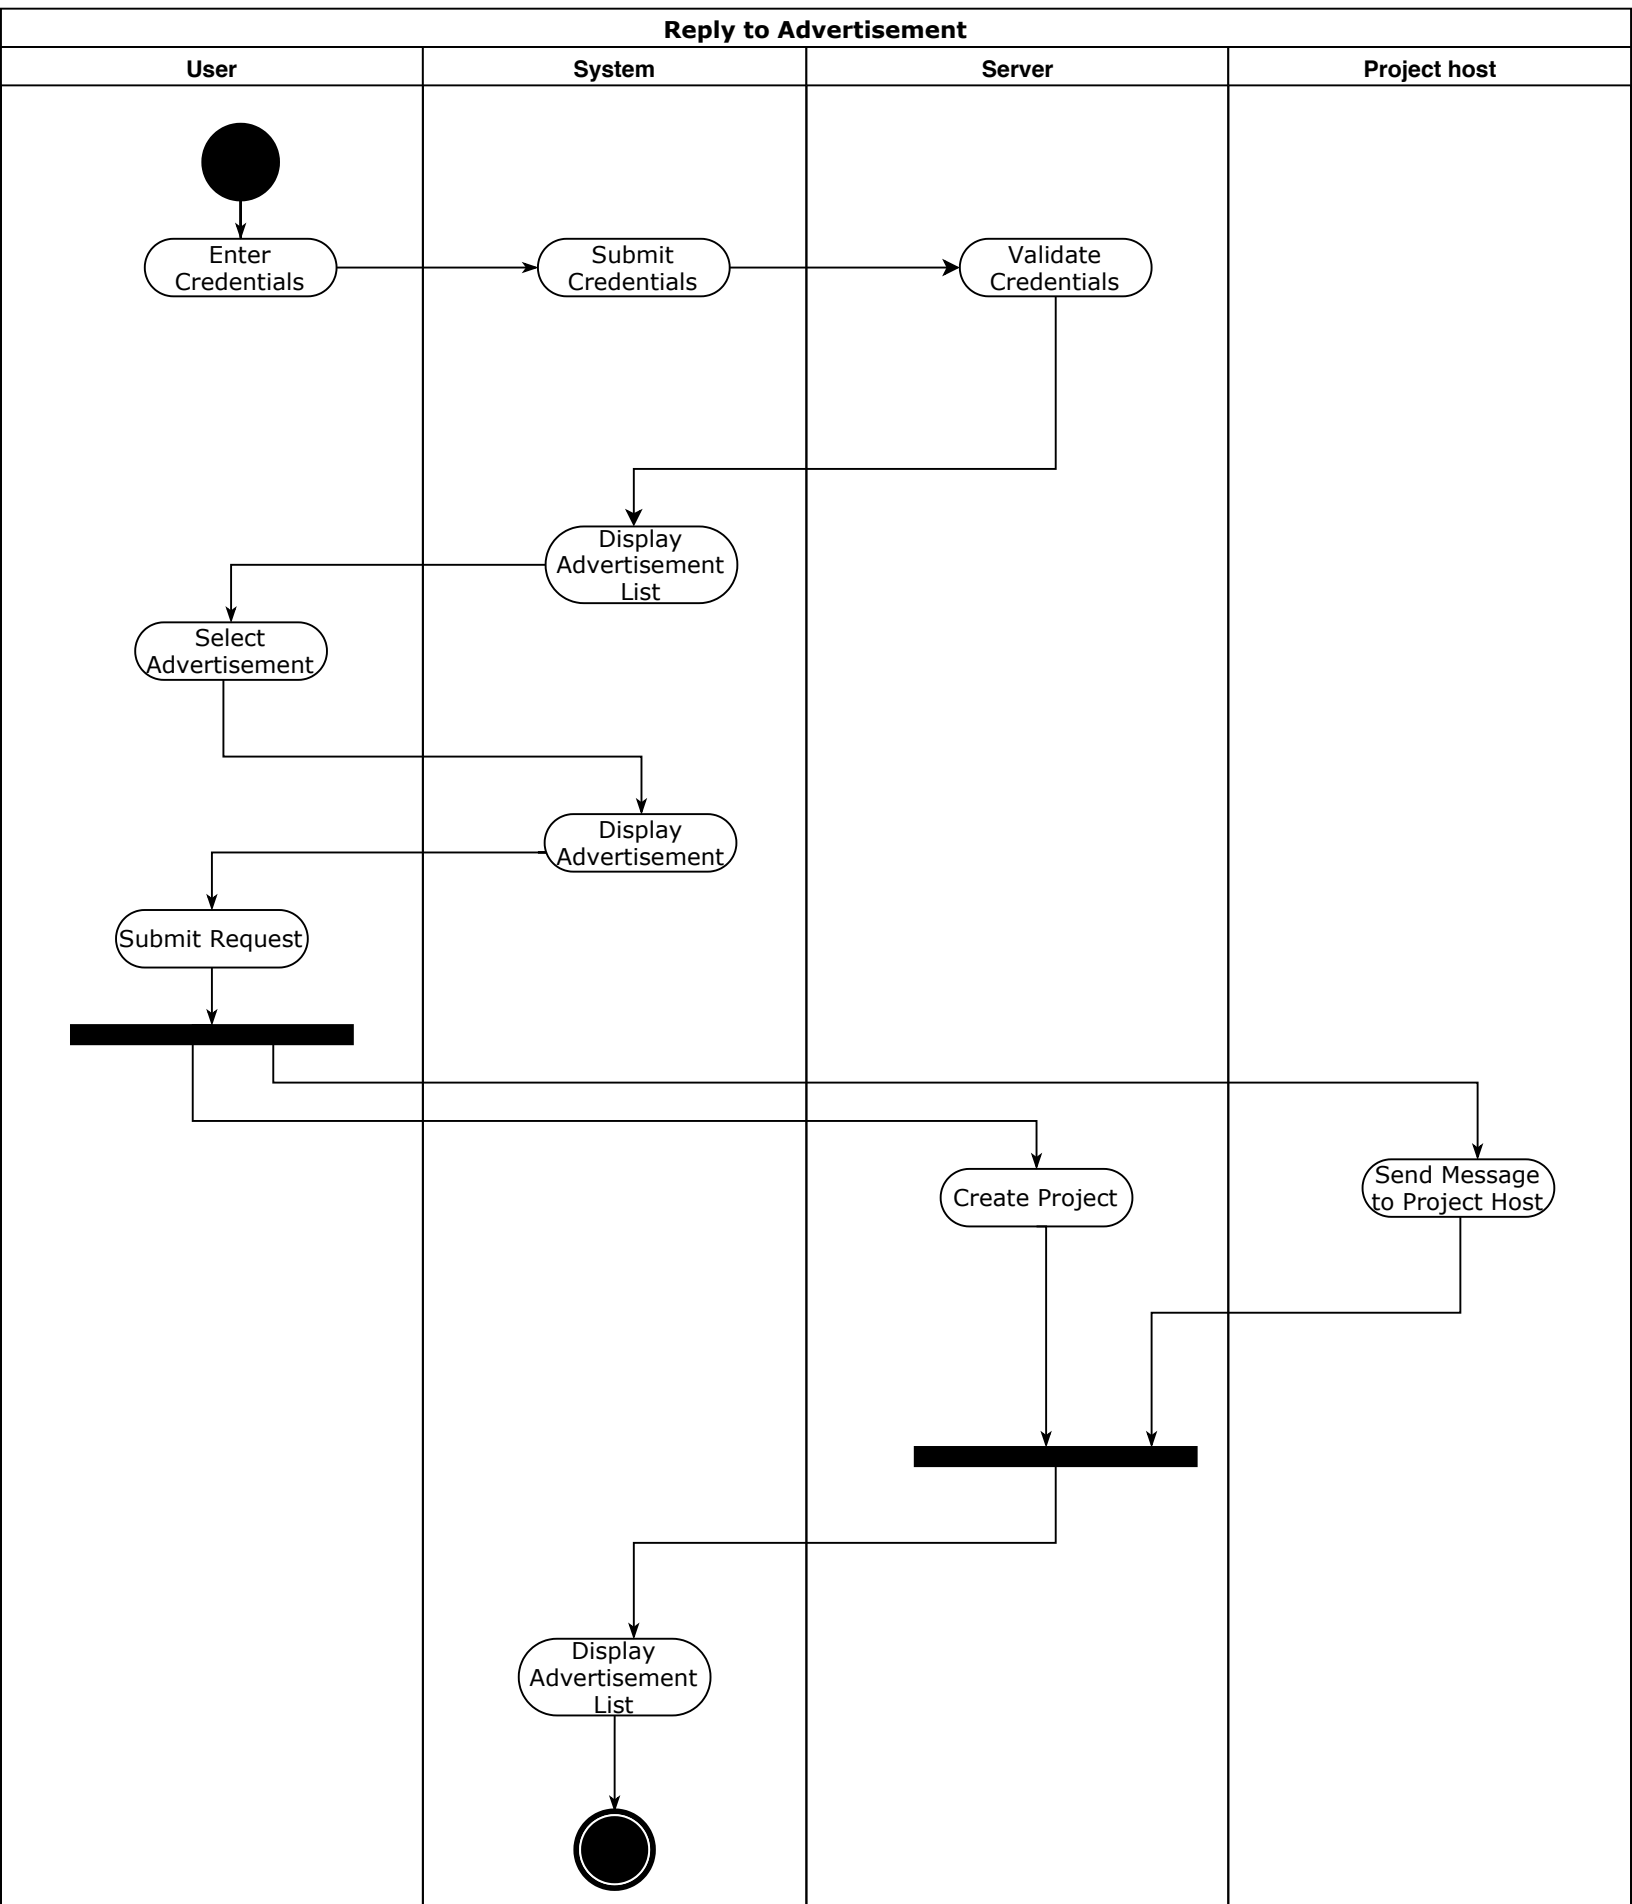 Reply to Advertisement
User
System
Server
Project host
Enter
Credentials
Submit
Credentials
Validate
Credentials
Display
Advertisement
List
Select
Advertisement
Display
Advertisement
Submit Request
Create Project
Send Message
to Project Host
Display
Advertisement
List